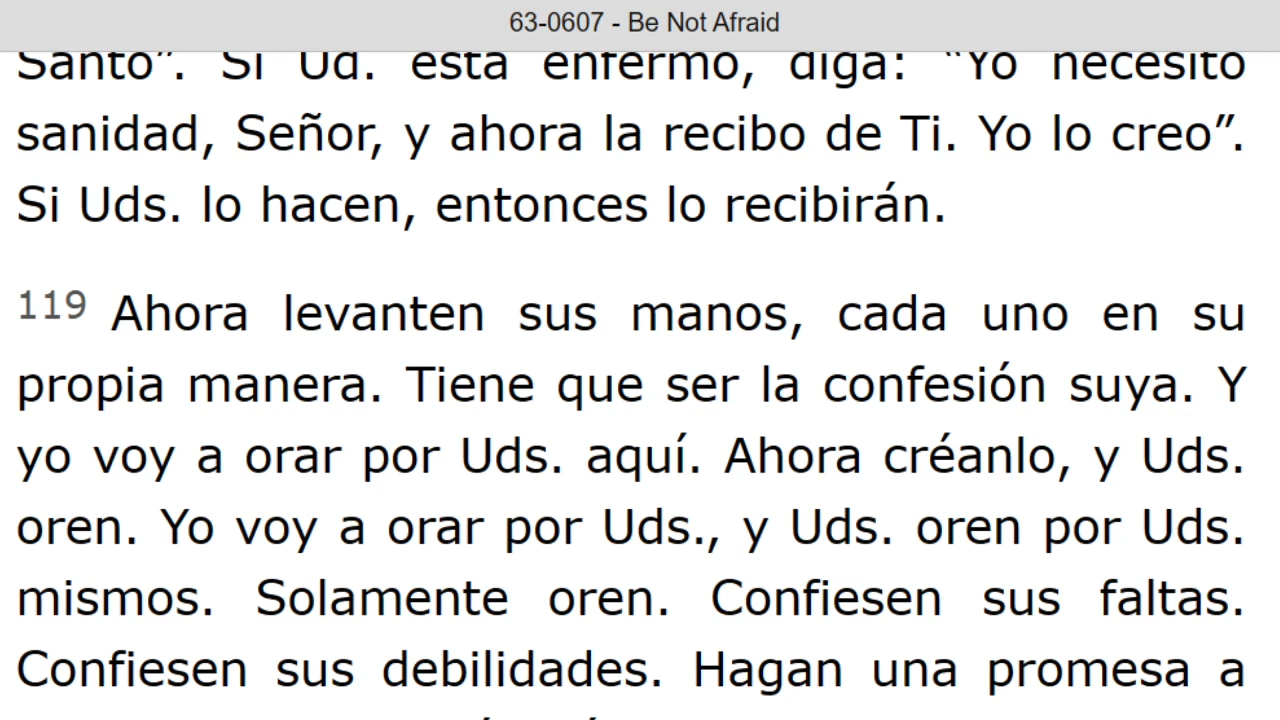 63-0607 - Be Not Afraid
Santo”. Si Ud. está enfermo, diga: “Yo necesito
sanidad, Señor, y ahora la recibo de Ti. Yo lo creo”.
Si Uds. lo hacen, entonces lo recibirán.
119 Ahora levanten sus manos, cada uno en su
propia manera. Tiene que ser la confesión suya. Y
yo voy a orar por Uds. aquí. Ahora créanlo, y Uds.
oren. Yo voy a orar por Uds., y Uds. oren por Uds.
mismos. Solamente oren. Confiesen sus faltas.
Confiesen sus debilidades. Hagan una promesa a